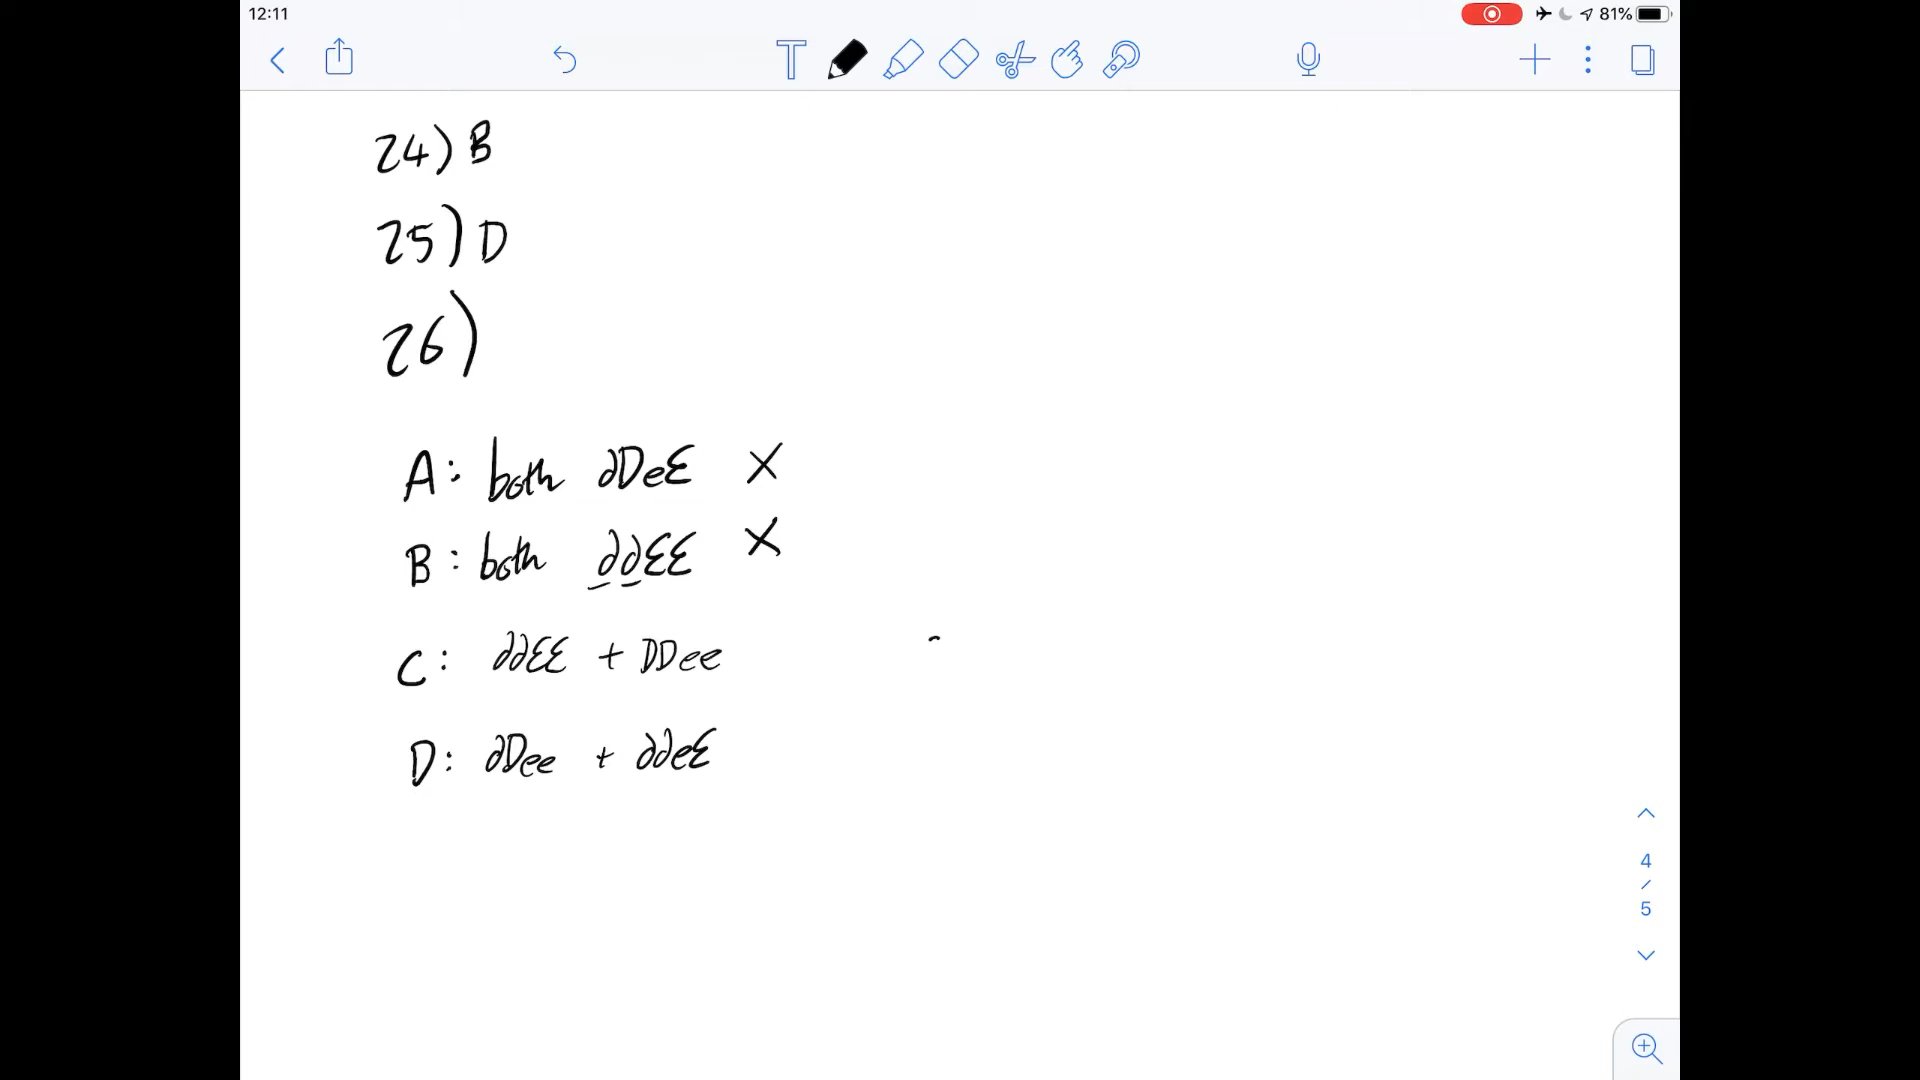 12:11
81%
24) B
25) D
26)
A: both dDeE X
B: both ddEE X
C: ddEE + DDee
D: dDee + ddeE
4
/
5